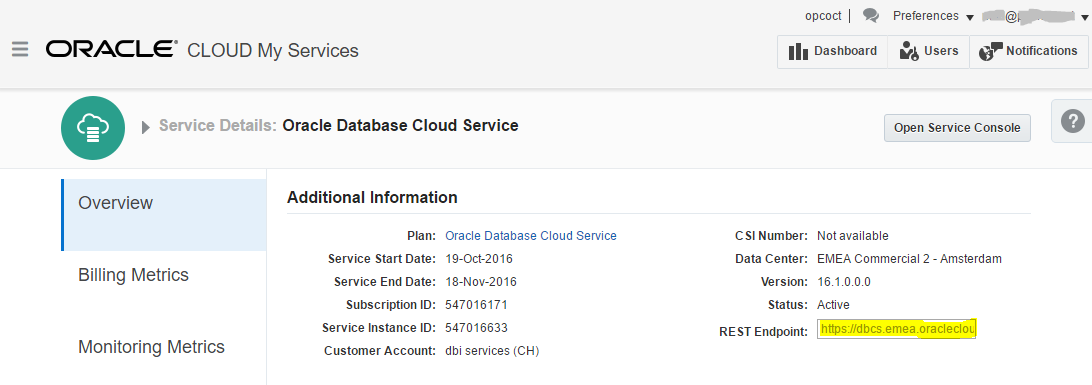 opcoct Preferences @
ORACLE CLOUD My Services
Dashboard Users Notifications
Service Details: Oracle Database Cloud Service
Open Service Console
?
Overview
Billing Metrics
Monitoring Metrics
Additional Information
Plan: Oracle Database Cloud Service
Service Start Date: 19-Oct-2016
Service End Date: 18-Nov-2016
Subscription ID: 547016171
Service Instance ID: 547016633
Customer Account: dbi services (CH)
CSI Number: Not available
Data Center: EMEA Commercial 2 - Amsterdam
Version: 16.1.0.0.0
Status: Active
REST Endpoint: https://dbcs.emea.oracleclou